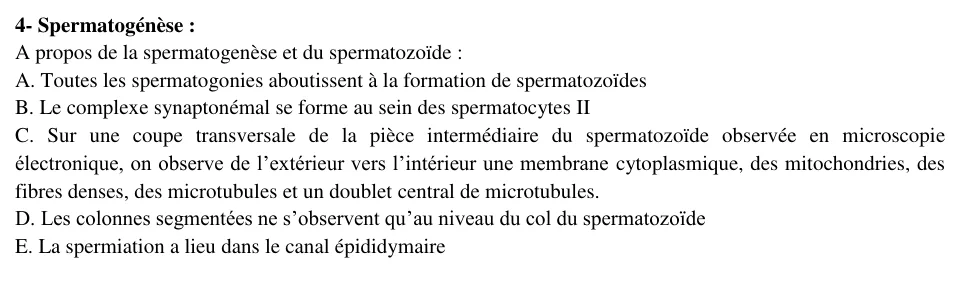 4- Spermatogénèse :
A propos de la spermatogenèse et du spermatozoïde :
A. Toutes les spermatogonies aboutissent à la formation de spermatozoïdes
B. Le complexe synaptonémal se forme au sein des spermatocytes II
C. Sur une coupe transversale de la pièce intermédiaire du spermatozoïde observée en microscopie
électronique, on observe de l'extérieur vers l'intérieur une membrane cytoplasmique, des mitochondries, des
fibres denses, des microtubules et un doublet central de microtubules.
D. Les colonnes segmentées ne s'observent qu'au niveau du col du spermatozoïde
E. La spermiation a lieu dans le canal épididymaire